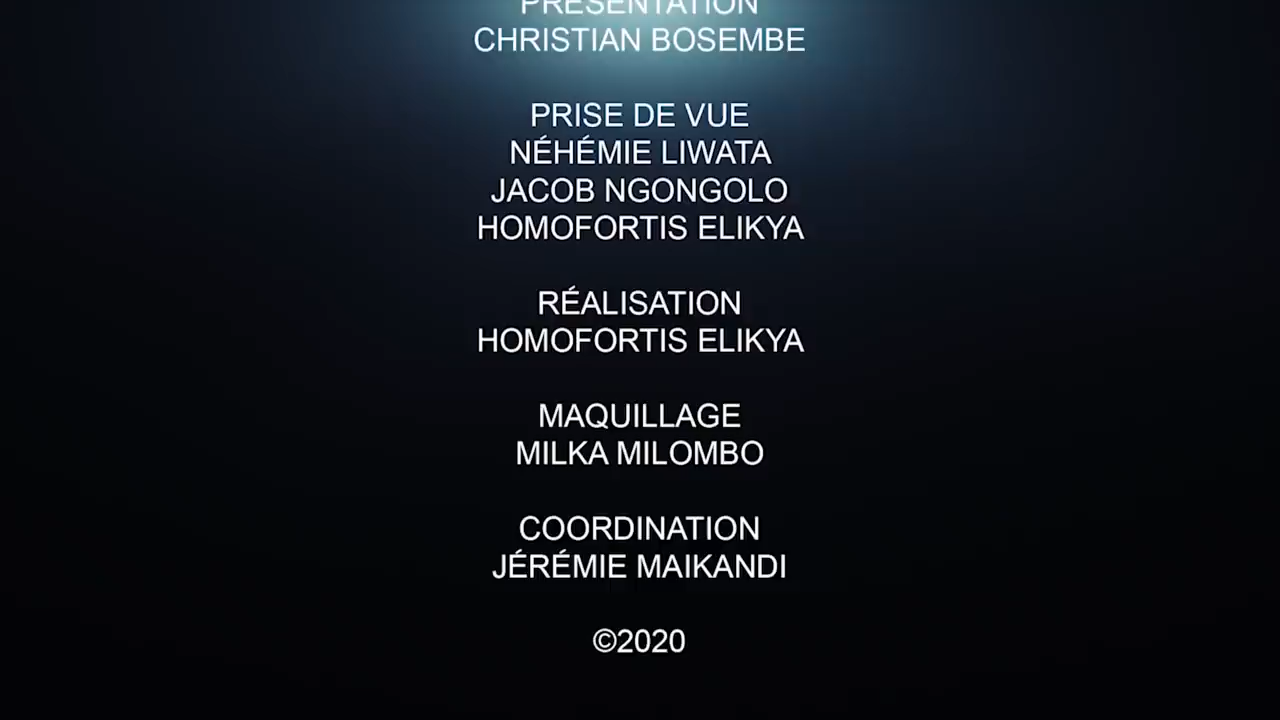 PRÉSENTATION
CHRISTIAN BOSEMBE
PRISE DE VUE
NÉHÉMIE LIWATA
JACOB NGONGOLO
HOMOFORTIS ELIKYA
RÉALISATION
HOMOFORTIS ELIKYA
MAQUILLAGE
MILKA MILOMBO
COORDINATION
JÉRÉMIE MAIKANDI
©2020